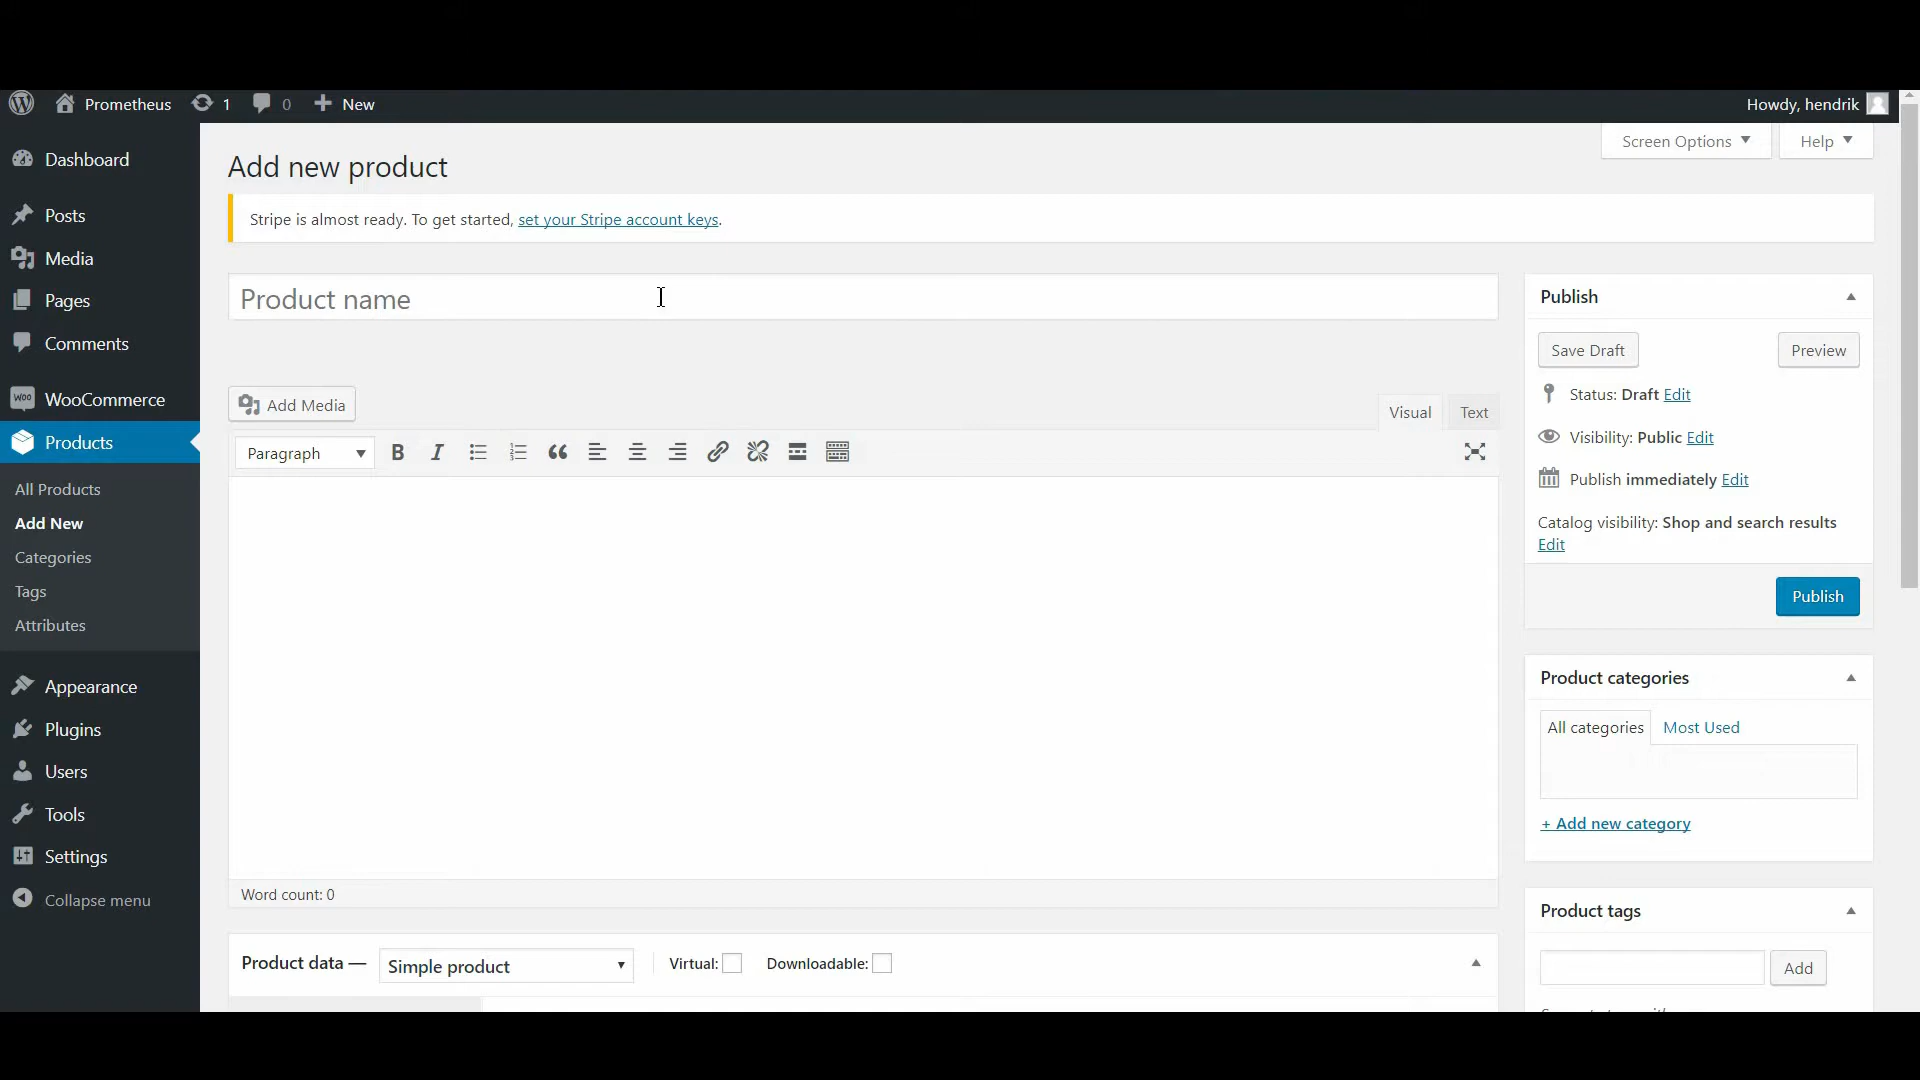 Prometheus 1 0 New Howdy, hendrik
Dashboard
Posts
Media
Pages
Comments
WOO WooCommerce
Products
All Products
Add New
Categories
Tags
Attributes
Appearance
Plugins
Users
Tools
Settings
Collapse menu
Screen Options Help
Add new product
Stripe is almost ready. To get started, set your Stripe account keys.
Product name
Add Media
Visual Text
Paragraph B I
Word count: 0
Product data — Simple product Virtual: Downloadable:
Publish
Save Draft Preview
Status: Draft Edit
Visibility: Public Edit
Publish immediately Edit
Catalog visibility: Shop and search results
Edit
Publish
Product categories
All categories Most Used
+ Add new category
Product tags
Add